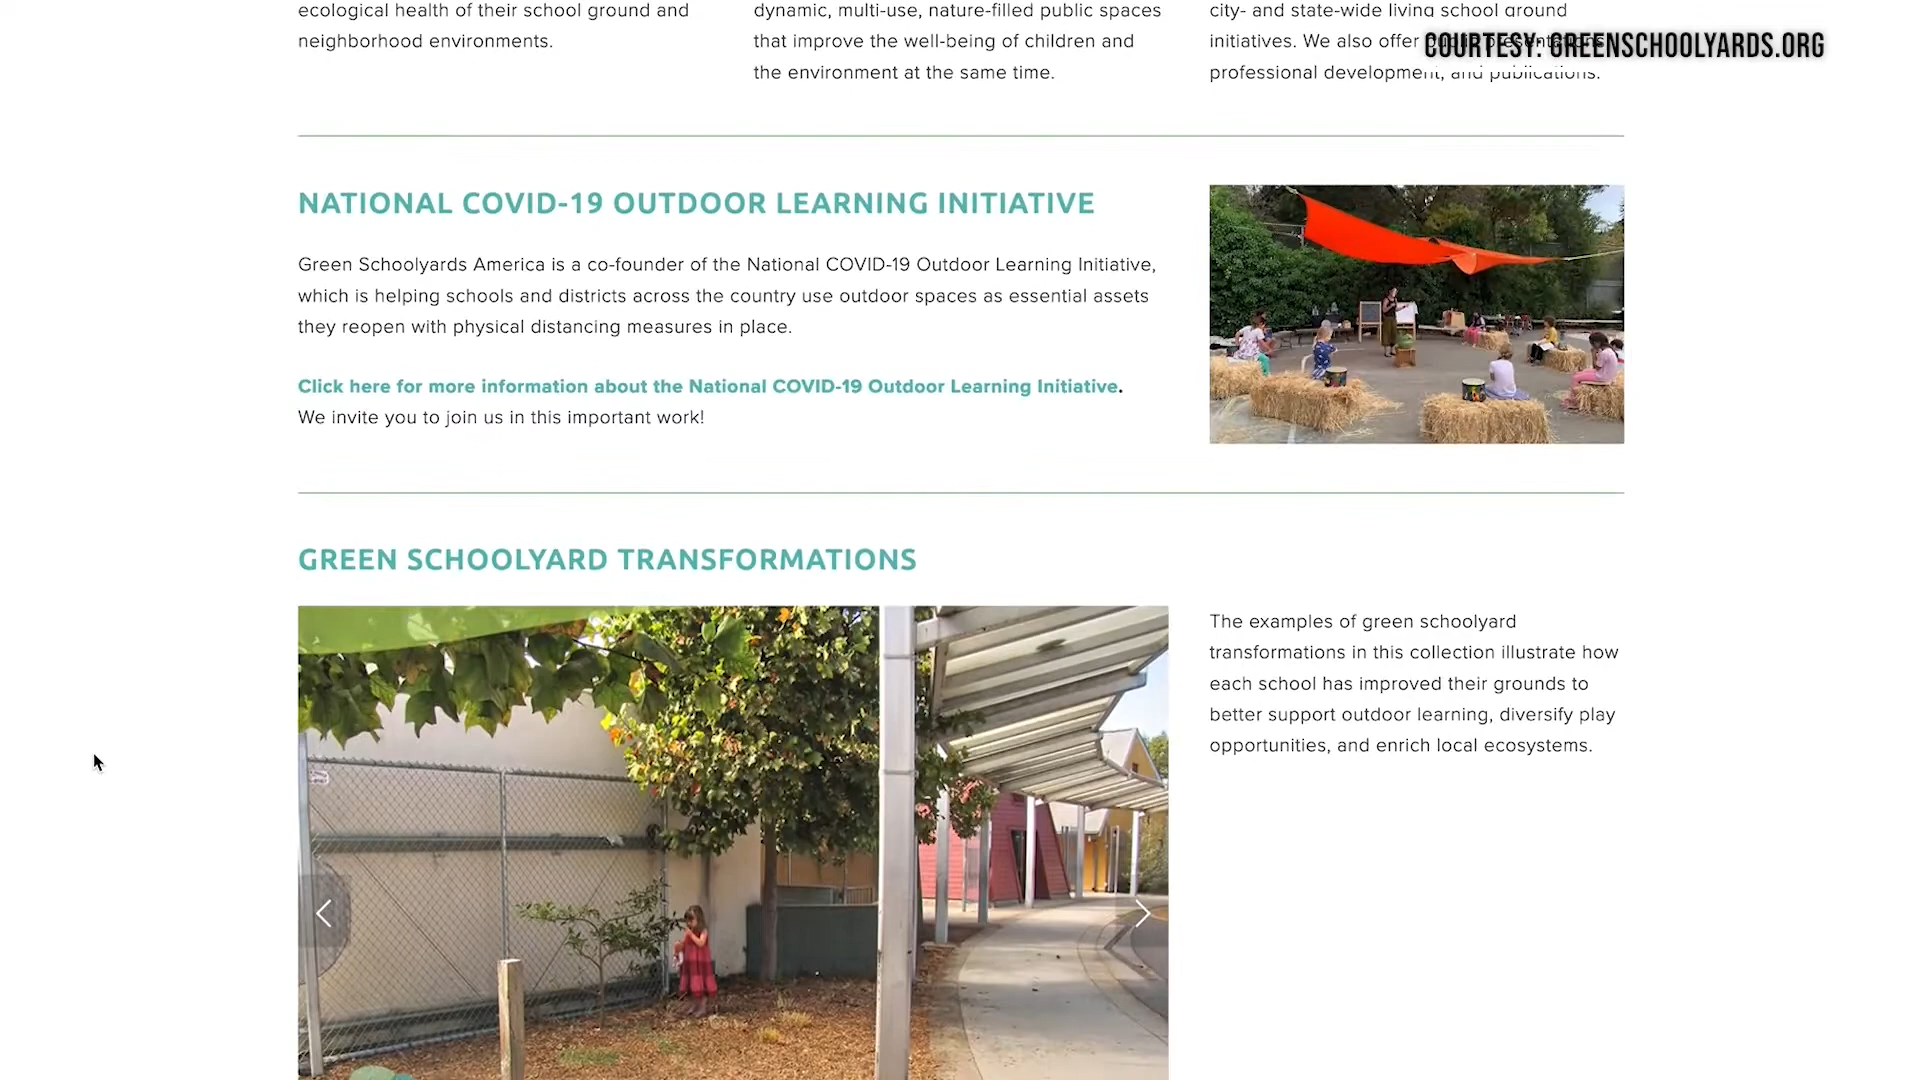 ecological health of their school ground and
neighborhood environments.
dynamic, multi-use, nature-filled public spaces
that improve the well-being of children and
the environment at the same time.
city- and state-wide living school ground
initiatives. We also offer public presentations,
professional development, and publications.
COURTESY: GREENSCHOOLYARDS.ORG
NATIONAL COVID-19 OUTDOOR LEARNING INITIATIVE
Green Schoolyards America is a co-founder of the National COVID-19 Outdoor Learning Initiative,
which is helping schools and districts across the country use outdoor spaces as essential assets
they reopen with physical distancing measures in place.
Click here for more information about the National COVID-19 Outdoor Learning Initiative.
We invite you to join us in this important work!
GREEN SCHOOLYARD TRANSFORMATIONS
The examples of green schoolyard
transformations in this collection illustrate how
each school has improved their grounds to
better support outdoor learning, diversify play
opportunities, and enrich local ecosystems.